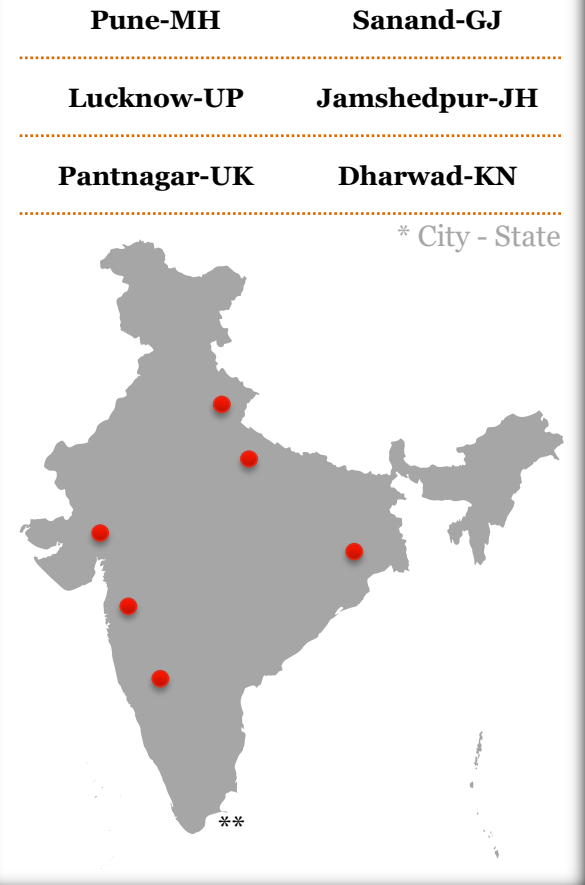 Pune-MH Sanand-GJ
Lucknow-UP Jamshedpur-JH
Pantnagar-UK Dharwad-KN
* City - State
**